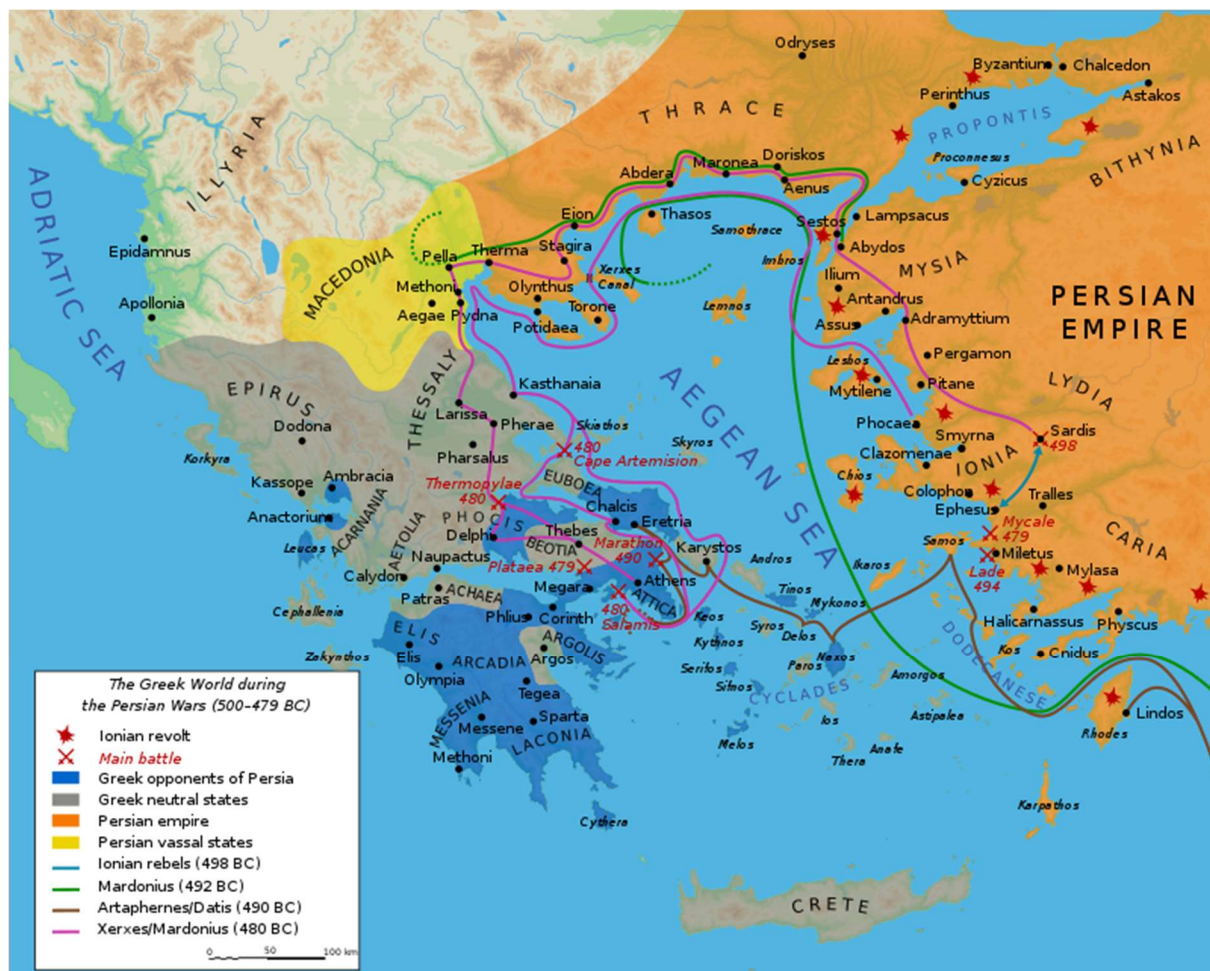 Odryses
Byzantium
Chalcedon
Perinthus
Astakos
THRACE
PROPONTIS
BITHYNIA
ADRIATIC SEA
ILLYRIA
Proconnesus
Cyzicus
Abdera
Maronea
Doriskos
Aenus
Eion
Thasos
Samothrace
Sestos
Lampsacus
Abydos
Epidamnus
Pella
Therma
Stagira
MACEDONIA
Xerxes
Canal
Imbros
MYSIA
Ilium
Methoni
Olynthus
Apollonia
Aegae
Pydna
Potidaea
Torone
Lemnos
Antandrus
Assus
Adramyttium
PERSIAN
EMPIRE
AEGEAN SEA
EPIRUS
THESSALY
Kasthanaia
Lesbos
Pergamon
Mytilene
Pitane
LYDIA
Dodona
Larissa
Pherae
Skiathos
Korkyra
Pharsalus
480
Cape Artemision
Skyros
Phocaea
Smyrna
Sardis
498
Clazomenae
IONIA
Kassope
Ambracia
Thermopylae
480
EUBOEA
Chios
Colophon
Ephesus
Tralles
Anactorium
ACARNANIA
AETOLIA
PHOCIS
Chalcis
Eretria
Delphi
Thebes
BEOTIA
Marathon
490
Karystos
Samos
Mycale
479
Leucas
Naupactus
Plataea 479
Andros
Ikaros
Miletus
Lade
494
CARIA
Mylasa
Calydon
Patras
ACHAEA
Megara
Athens
ATTICA
Tinos
Mykonos
Cephallenia
Phlius
Corinth
480
Salamis
Keos
Syros
Delos
Halicarnassus
Physcus
ELIS
ARGOLIS
Kythnos
Zakynthos
Elis
ARCADIA
Argos
Serifos
Paros
Naxos
Kos
Cnidus
DODECANESE
Olympia
Tegea
Sifnos
CYCLADES
Amorgos
MESSENIA
Messene
Sparta
LACONIA
Ios
Astipalea
Lindos
Rhodes
Methoni
Melos
Thera
Anafe
Cythera
Karpathos
CRETE
The Greek World during
the Persian Wars (500–479 BC)
Ionian revolt
Main battle
Greek opponents of Persia
Greek neutral states
Persian empire
Persian vassal states
Ionian rebels (498 BC)
Mardonius (492 BC)
Artaphernes/Datis (490 BC)
Xerxes/Mardonius (480 BC)
0 50 100 km